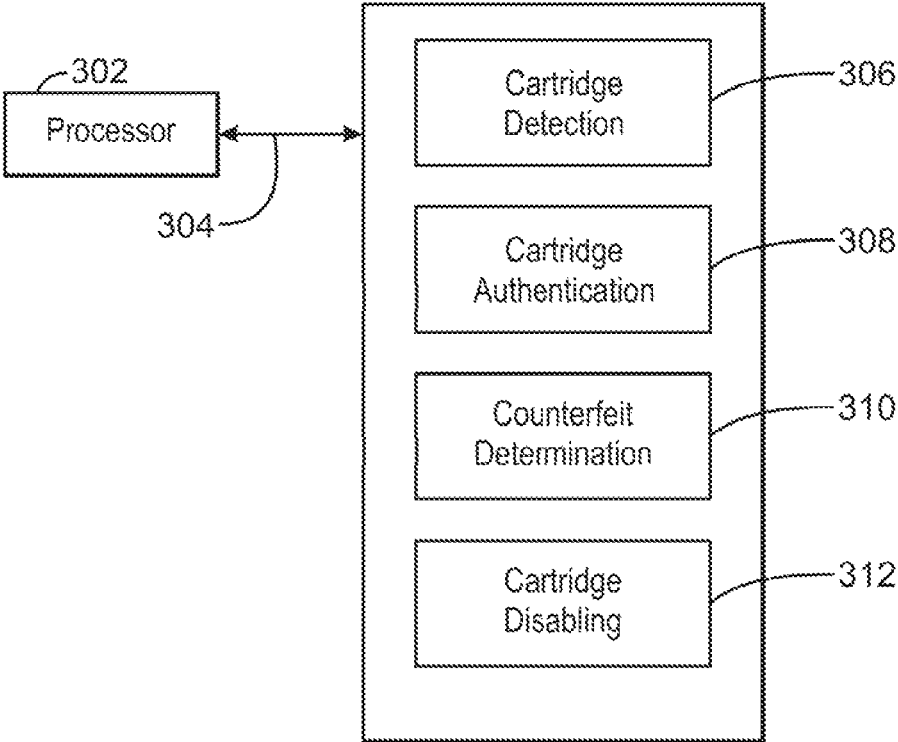 302
Processor
304
Cartridge
Detection
306
Cartridge
Authentication
308
Counterfeit
Determination
310
Cartridge
Disabling
312